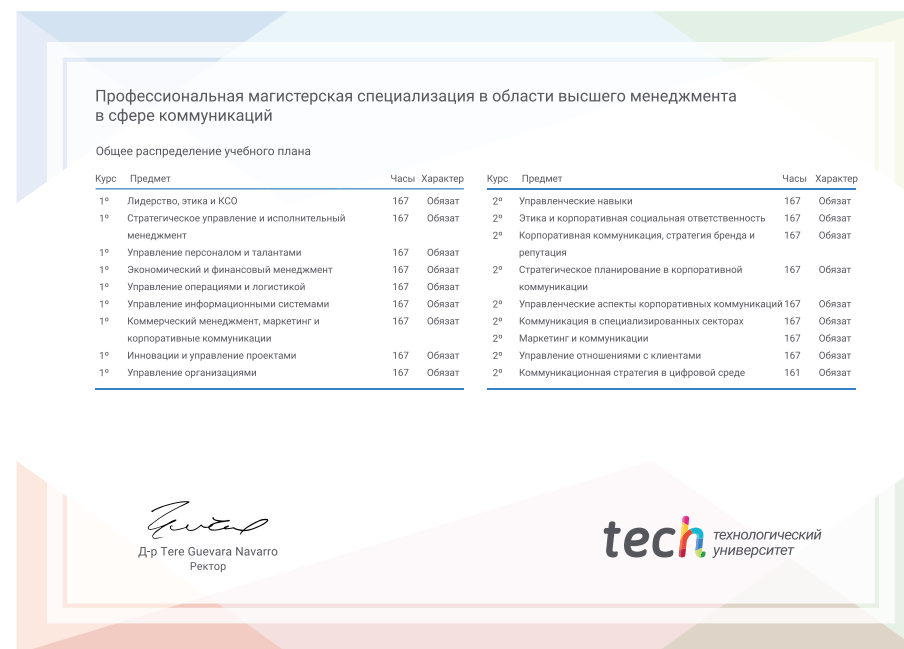 Профессиональная магистерская специализация в области высшего менеджмента
в сфере коммуникаций
Общее распределение учебного плана
Курс Предмет Часы Характер
1º Лидерство, этика и КСО 167 Обязат
1º Стратегическое управление и исполнительный 167 Обязат
менеджмент
1º Управление персоналом и талантами 167 Обязат
1º Экономический и финансовый менеджмент 167 Обязат
1º Управление операциями и логистикой 167 Обязат
1º Управление информационными системами 167 Обязат
1º Коммерческий менеджмент, маркетинг и 167 Обязат
корпоративные коммуникации
1º Инновации и управление проектами 167 Обязат
1º Управление организациями 167 Обязат
Курс Предмет Часы Характер
2º Управленческие навыки 167 Обязат
2º Этика и корпоративная социальная ответственность 167 Обязат
2º Корпоративная коммуникация, стратегия бренда и 167 Обязат
репутация
2º Стратегическое планирование в корпоративной 167 Обязат
коммуникации
2º Управленческие аспекты корпоративных коммуникаций 167 Обязат
2º Коммуникация в специализированных секторах 167 Обязат
2º Маркетинг и коммуникации 167 Обязат
2º Управление отношениями с клиентами 167 Обязат
2º Коммуникационная стратегия в цифровой среде 161 Обязат
Д-р Tere Guevara Navarro
Ректор
tech технологический
университет